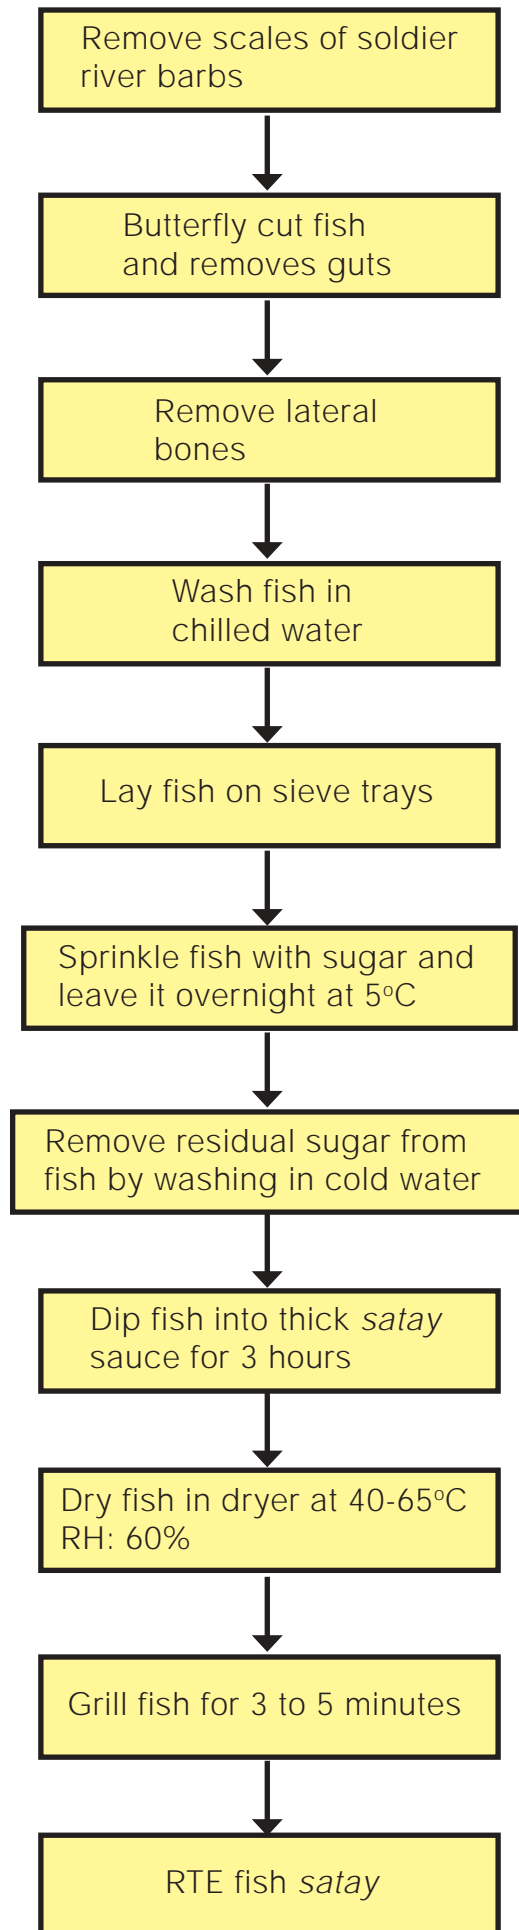 Remove scales of soldier
river barbs
Butterfly cut fish
and removes guts
Remove lateral
bones
Wash fish in
chilled water
Lay fish on sieve trays
Sprinkle fish with sugar and
leave it overnight at 5°C
Remove residual sugar from
fish by washing in cold water
Dip fish into thick satay
sauce for 3 hours
Dry fish in dryer at 40-65°C
RH: 60%
Grill fish for 3 to 5 minutes
RTE fish satay